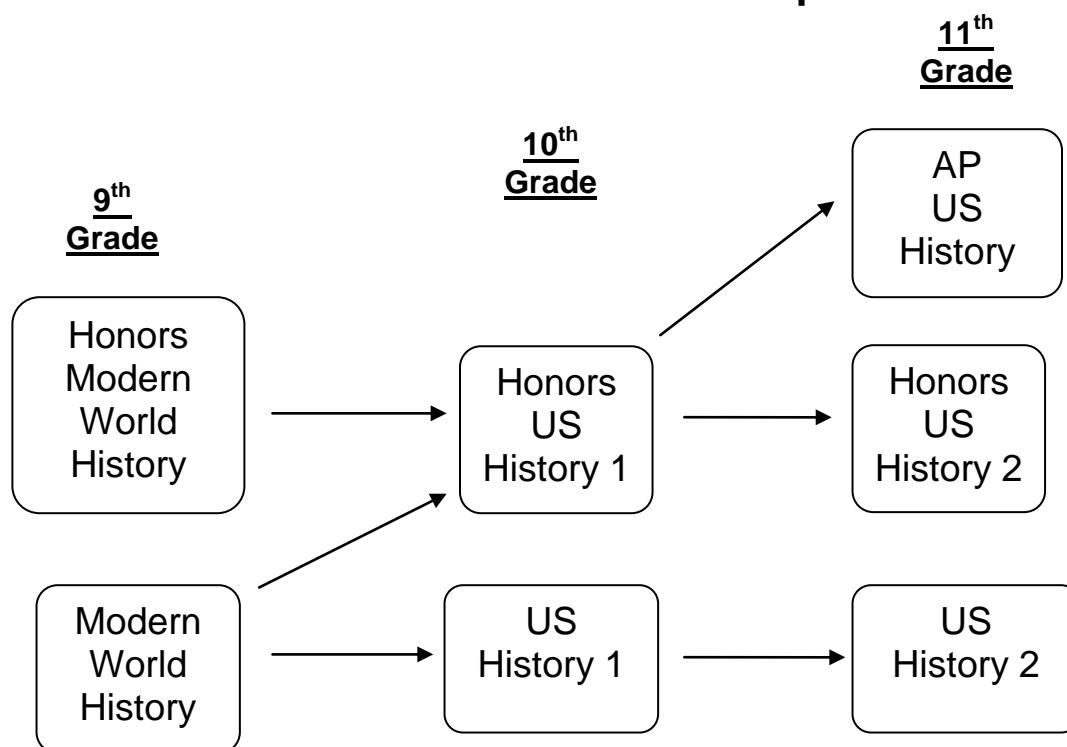 11th
Grade
10th
Grade
9th
Grade
AP
US
History
Honors
Modern
World
History
Honors
US
History 1
Honors
US
History 2
Modern
World
History
US
History 1
US
History 2